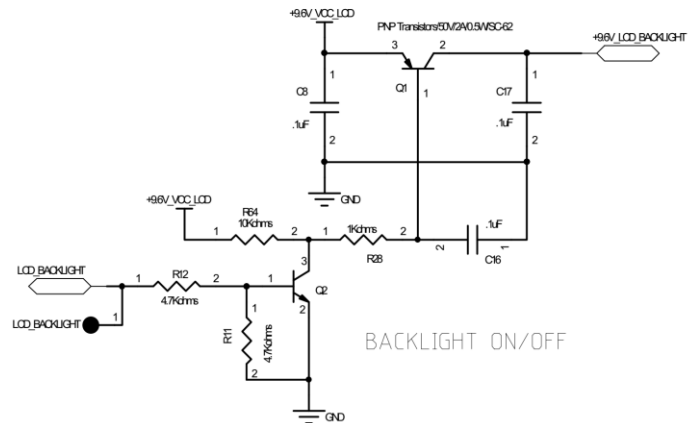 +9.6V_VCC_LCD
PNP Transistors/50V/2A/0.5W/SC-62
+9.6V_LCD_BACKLIGHT
3
2
Q1
1
1
C8
.1uF
2
1
C17
.1uF
2
GND
+9.6V_VCC_LCD
1
R64
10Kohms
2
1
1Kohms
R28
2
2
.1uF
C16
1
LCD_BACKLIGHT
1
R12
4.7Kohms
2
1
3
Q2
2
LCD_BACKLIGHT
1
1
R11
4.7Kohms
2
BACKLIGHT ON/OFF
GND